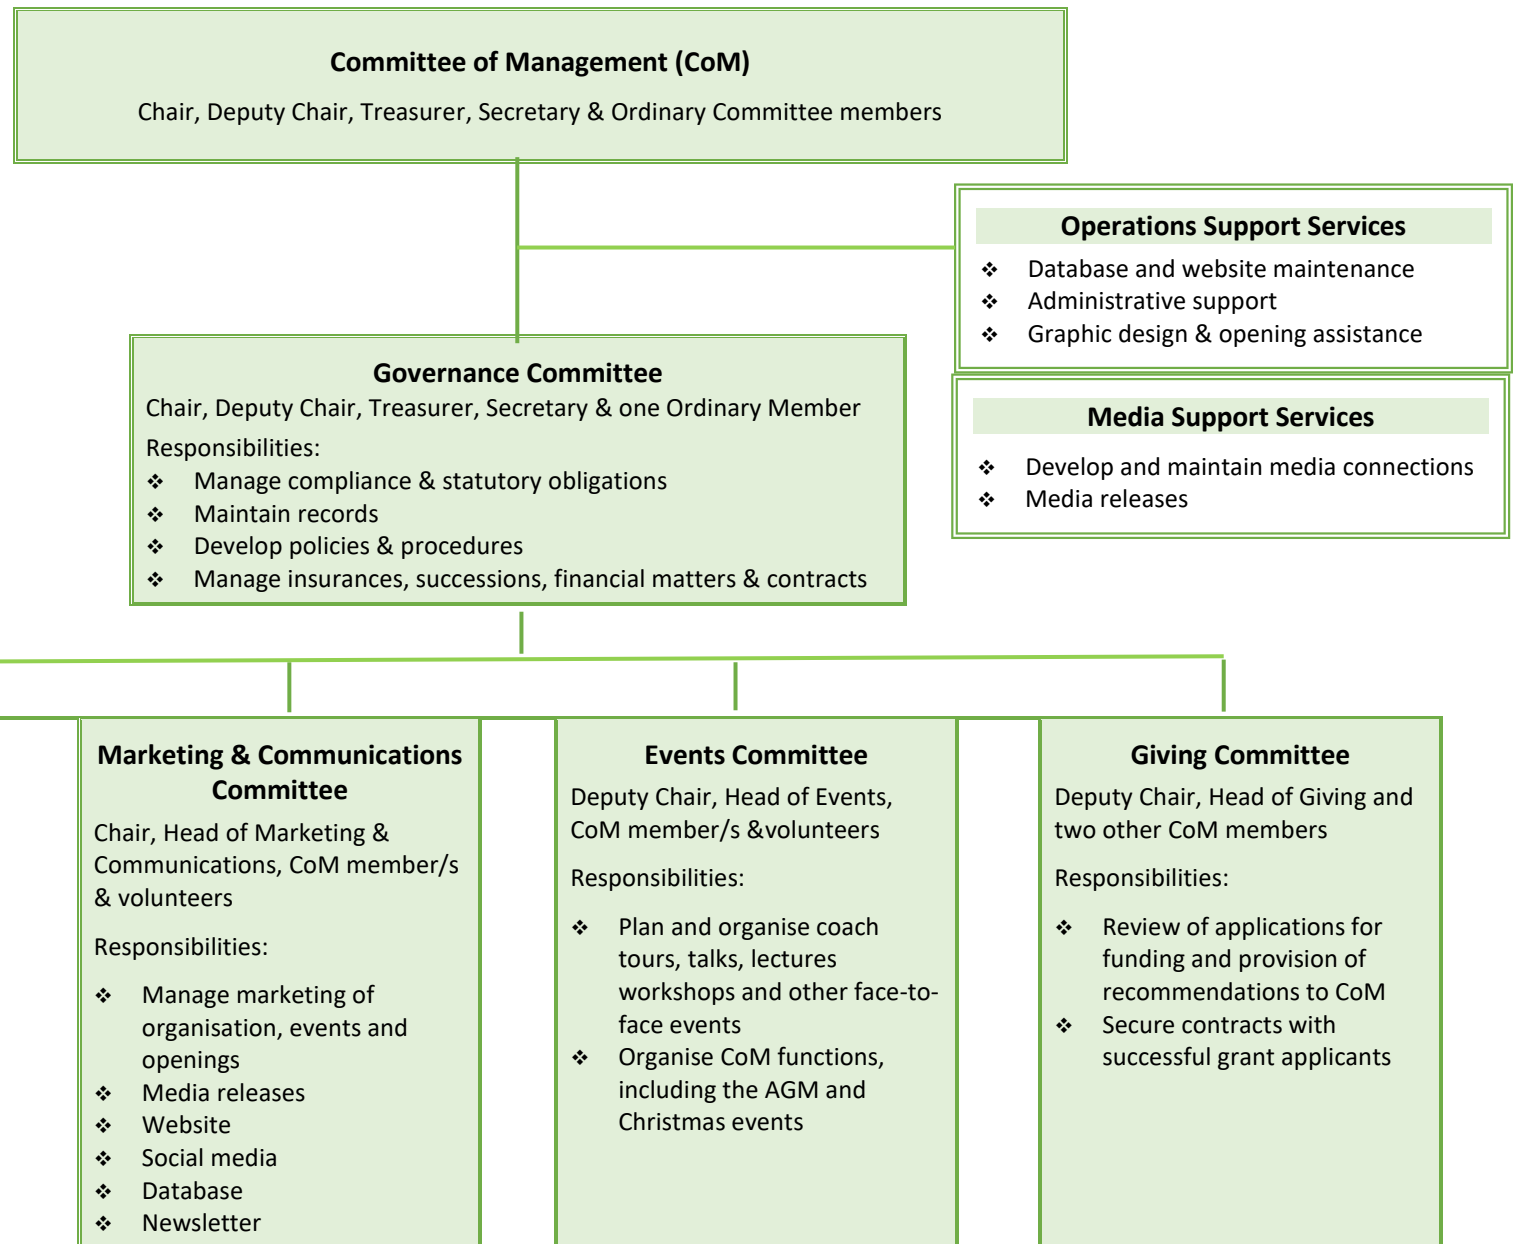 Committee of Management (CoM)
Chair, Deputy Chair, Treasurer, Secretary & Ordinary Committee members
Operations Support Services
❖ Database and website maintenance
❖ Administrative support
❖ Graphic design & opening assistance
Media Support Services
❖ Develop and maintain media connections
❖ Media releases
Governance Committee
Chair, Deputy Chair, Treasurer, Secretary & one Ordinary Member
Responsibilities:
❖ Manage compliance & statutory obligations
❖ Maintain records
❖ Develop policies & procedures
❖ Manage insurances, successions, financial matters & contracts
Marketing & Communications
Committee
Chair, Head of Marketing &
Communications, CoM member/s
& volunteers
Responsibilities:
❖ Manage marketing of
organisation, events and
openings
❖ Media releases
❖ Website
❖ Social media
❖ Database
❖ Newsletter
Events Committee
Deputy Chair, Head of Events,
CoM member/s &volunteers
Responsibilities:
❖ Plan and organise coach
tours, talks, lectures
workshops and other face-to-
face events
❖ Organise CoM functions,
including the AGM and
Christmas events
Giving Committee
Deputy Chair, Head of Giving and
two other CoM members
Responsibilities:
❖ Review of applications for
funding and provision of
recommendations to CoM
❖ Secure contracts with
successful grant applicants